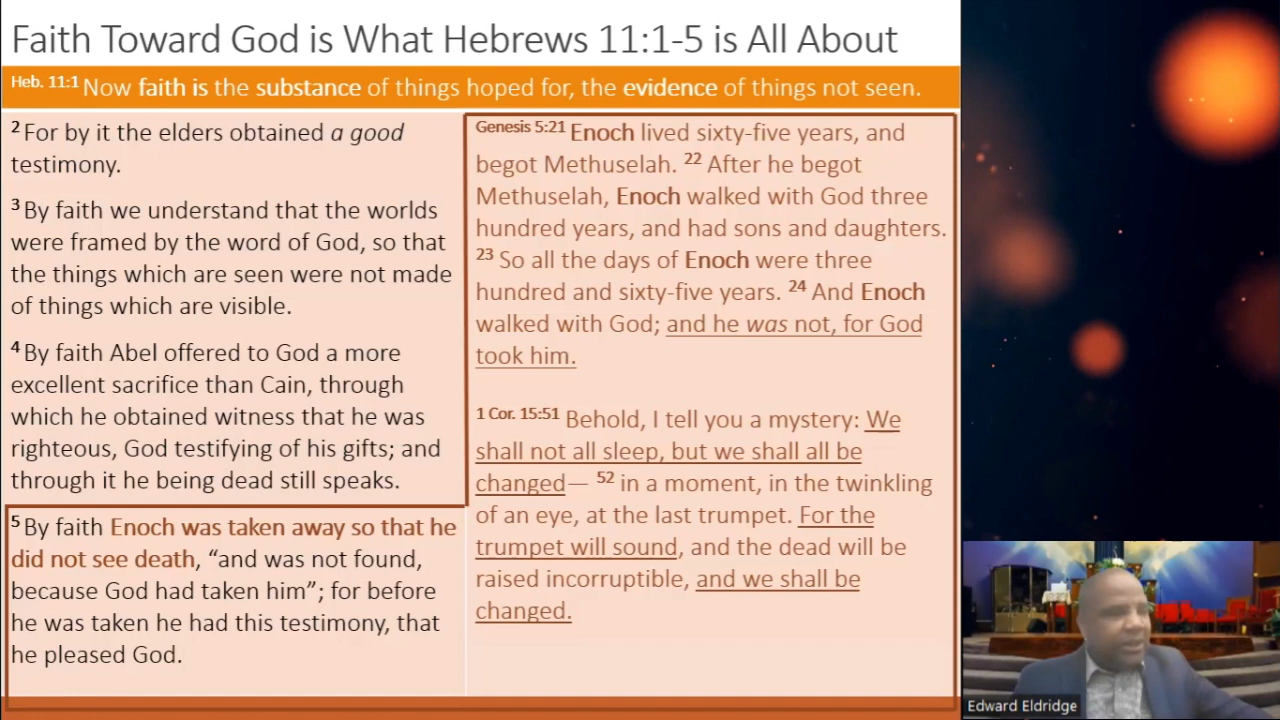 Faith Toward God is What Hebrews 11:1-5 is All About
Heb. 11:1 Now faith is the substance of things hoped for, the evidence of things not seen.
2 For by it the elders obtained a good
testimony.
3 By faith we understand that the worlds
were framed by the word of God, so that
the things which are seen were not made
of things which are visible.
4 By faith Abel offered to God a more
excellent sacrifice than Cain, through
which he obtained witness that he was
righteous, God testifying of his gifts; and
through it he being dead still speaks.
5 By faith Enoch was taken away so that he
did not see death, “and was not found,
because God had taken him”; for before
he was taken he had this testimony, that
he pleased God.
Genesis 5:21 Enoch lived sixty-five years, and
begot Methuselah. 22 After he begot
Methuselah, Enoch walked with God three
hundred years, and had sons and daughters.
23 So all the days of Enoch were three
hundred and sixty-five years. 24 And Enoch
walked with God; and he was not, for God
took him.
1 Cor. 15:51 Behold, I tell you a mystery: We
shall not all sleep, but we shall all be
changed— 52 in a moment, in the twinkling
of an eye, at the last trumpet. For the
trumpet will sound, and the dead will be
raised incorruptible, and we shall be
changed.
Edward Eldridge